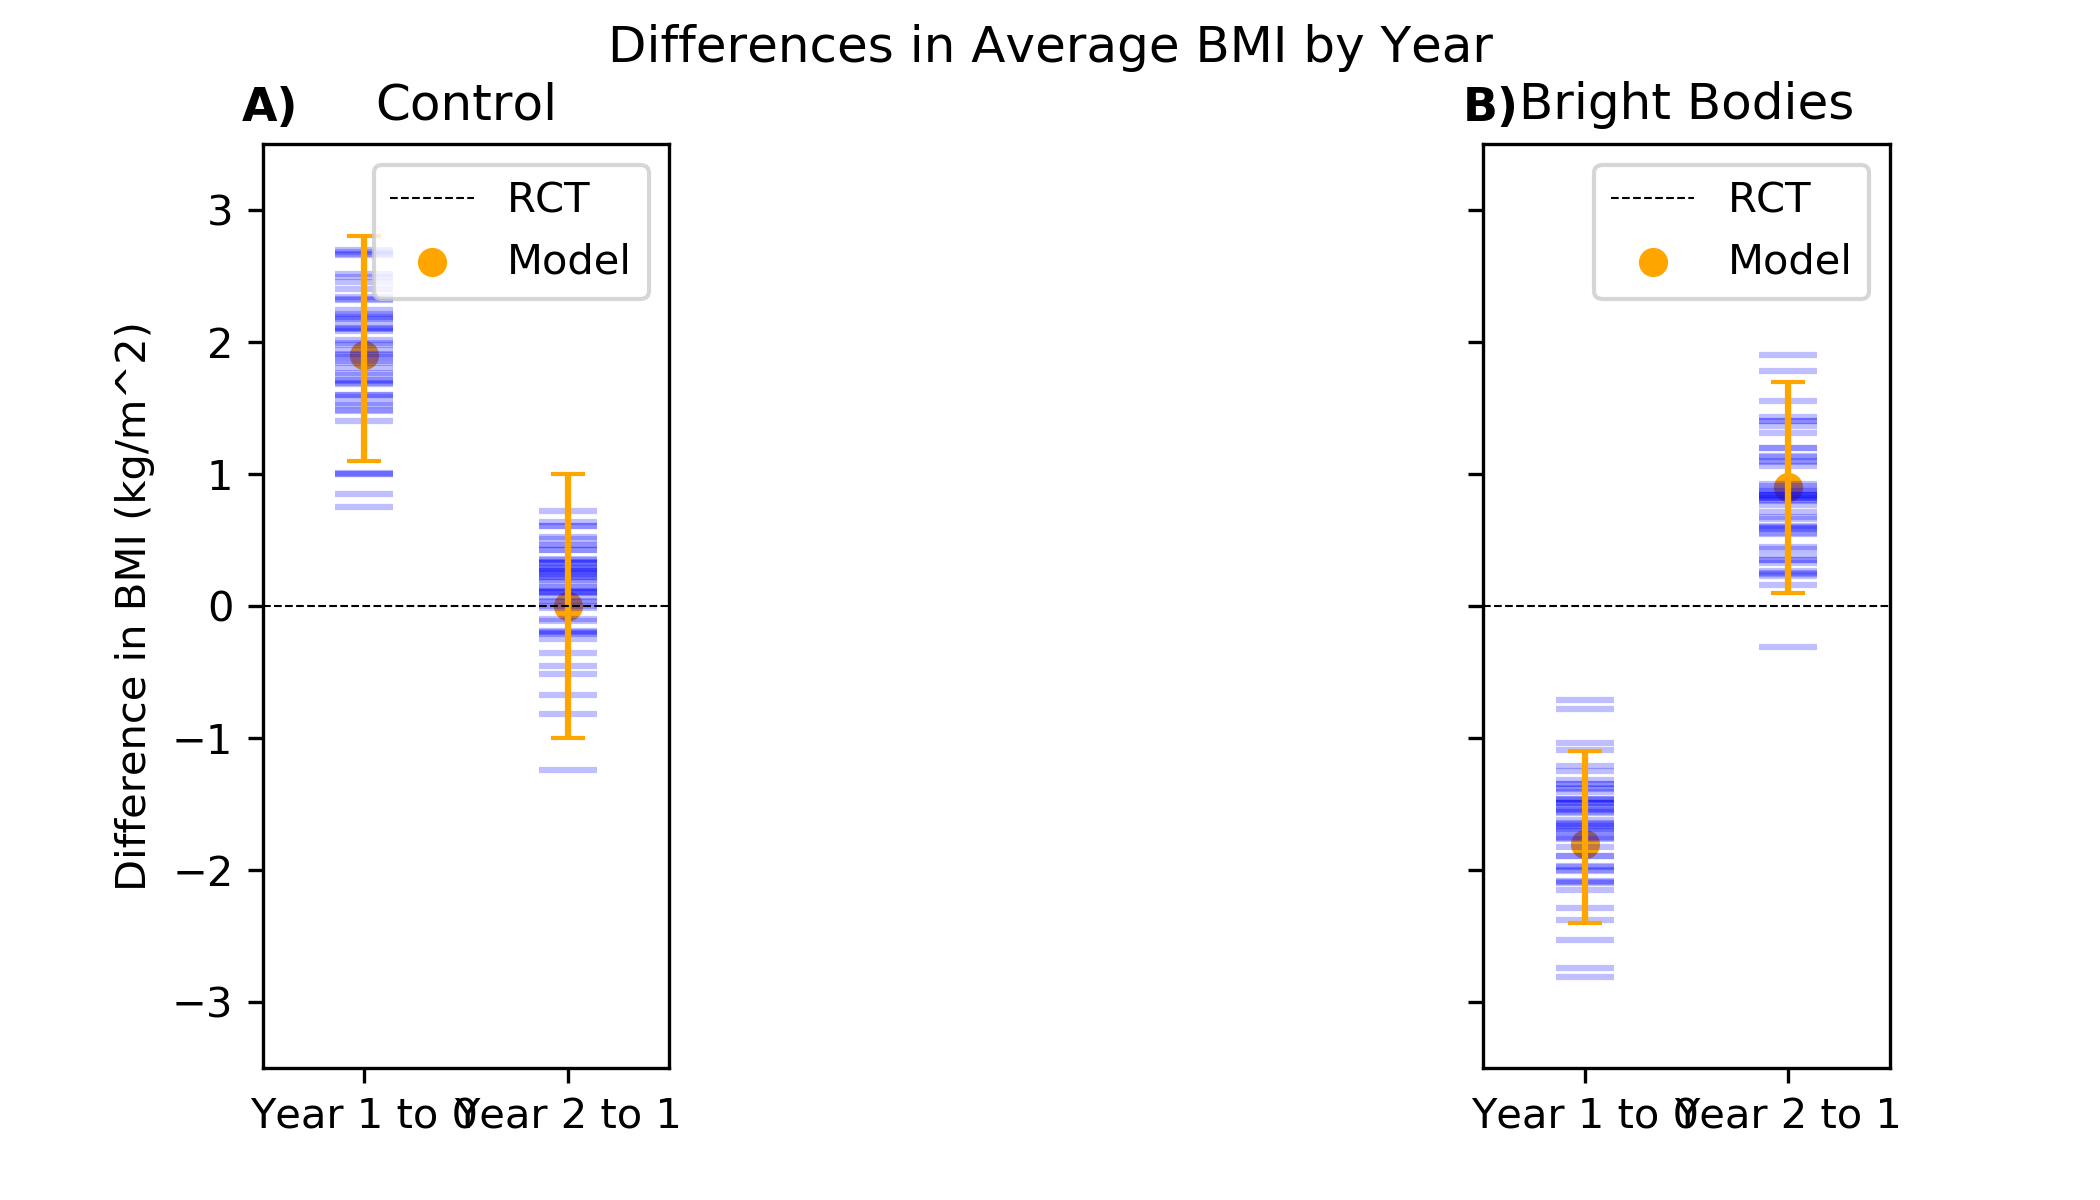 Differences in Average BMI by Year
A) Control
B) Bright Bodies
RCT
Model
RCT
Model
Difference in BMI (kg/m^2)
3
2
1
0
−1
−2
−3
Year 1 to 0 Year 2 to 1
Year 1 to 0 Year 2 to 1